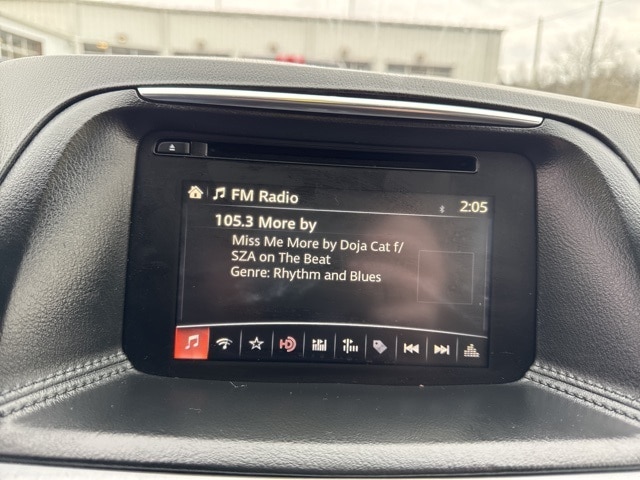 FM Radio
2:05
105.3 More by
Miss Me More by Doja Cat f/
SZA on The Beat
Genre: Rhythm and Blues
HD